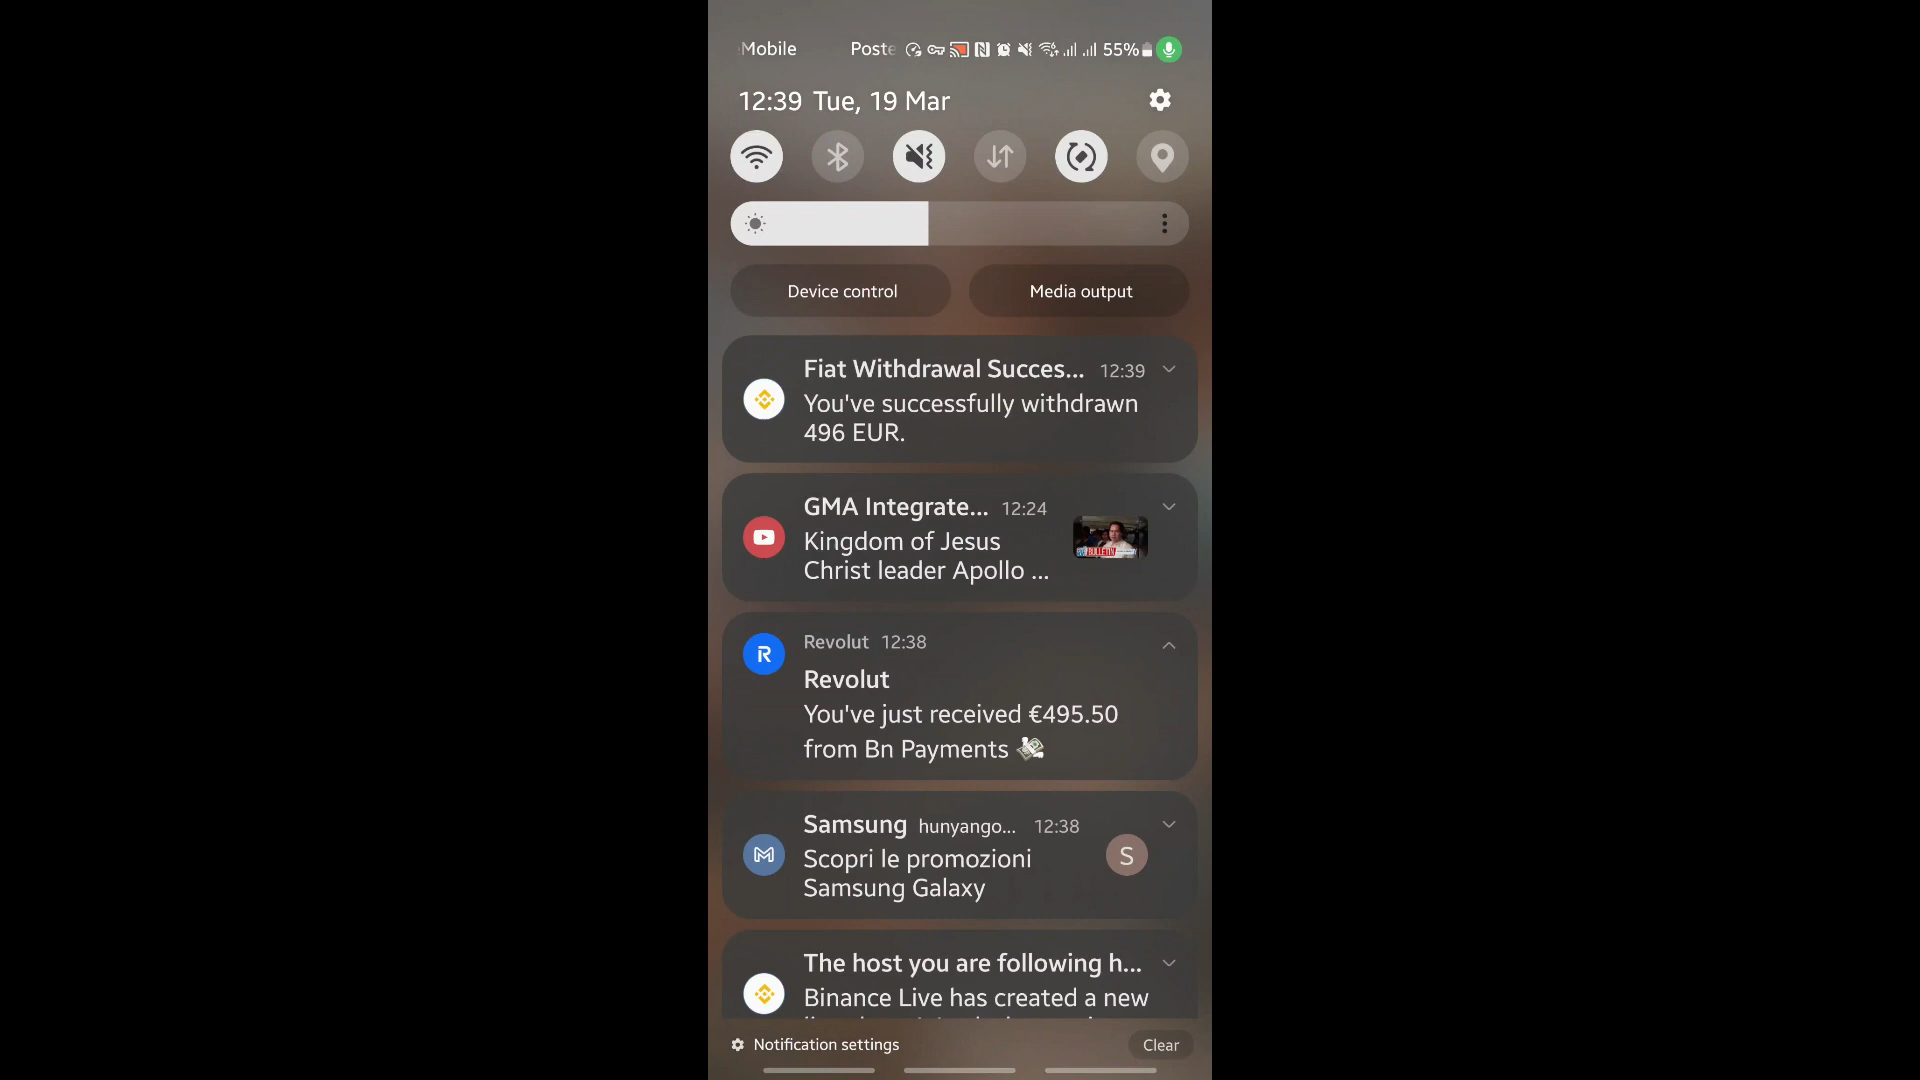 Mobile Poste 55%
12:39 Tue, 19 Mar
Device control Media output
Fiat Withdrawal Succes... 12:39
You've successfully withdrawn
496 EUR.
GMA Integrate... 12:24
Kingdom of Jesus
Christ leader Apollo ...
BULLETIN
Revolut 12:38
Revolut
You've just received €495.50
from Bn Payments
Samsung hunyango... 12:38
Scopri le promozioni
Samsung Galaxy
S
The host you are following h...
Binance Live has created a new
Notification settings Clear